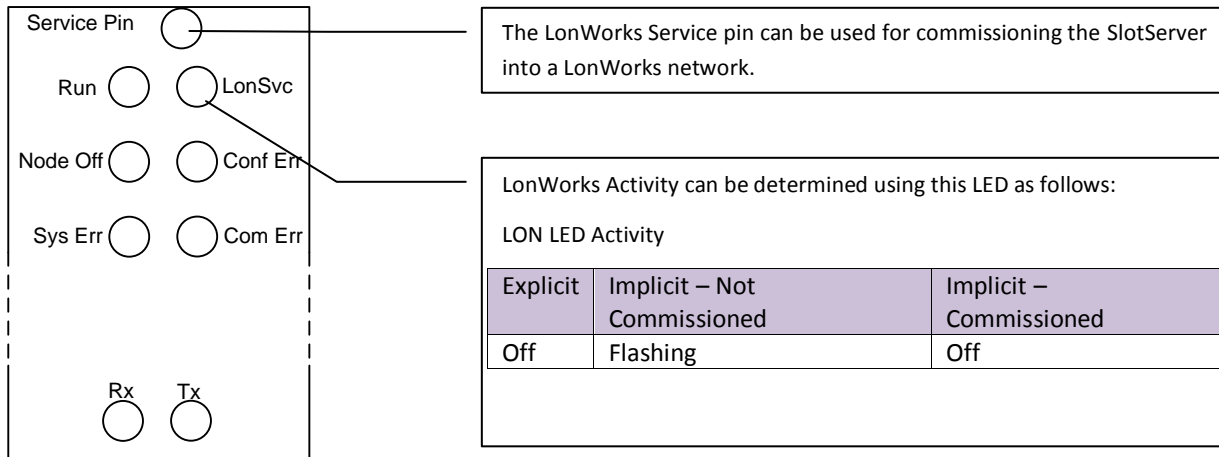 Service Pin
Run
LonSvc
Node Off
Conf Err
Sys Err
Com Err
Rx
Tx
The LonWorks Service pin can be used for commissioning the SlotServer
into a LonWorks network.
LonWorks Activity can be determined using this LED as follows:
LON LED Activity
Explicit
Implicit – Not
Commissioned
Implicit –
Commissioned
Off
Flashing
Off